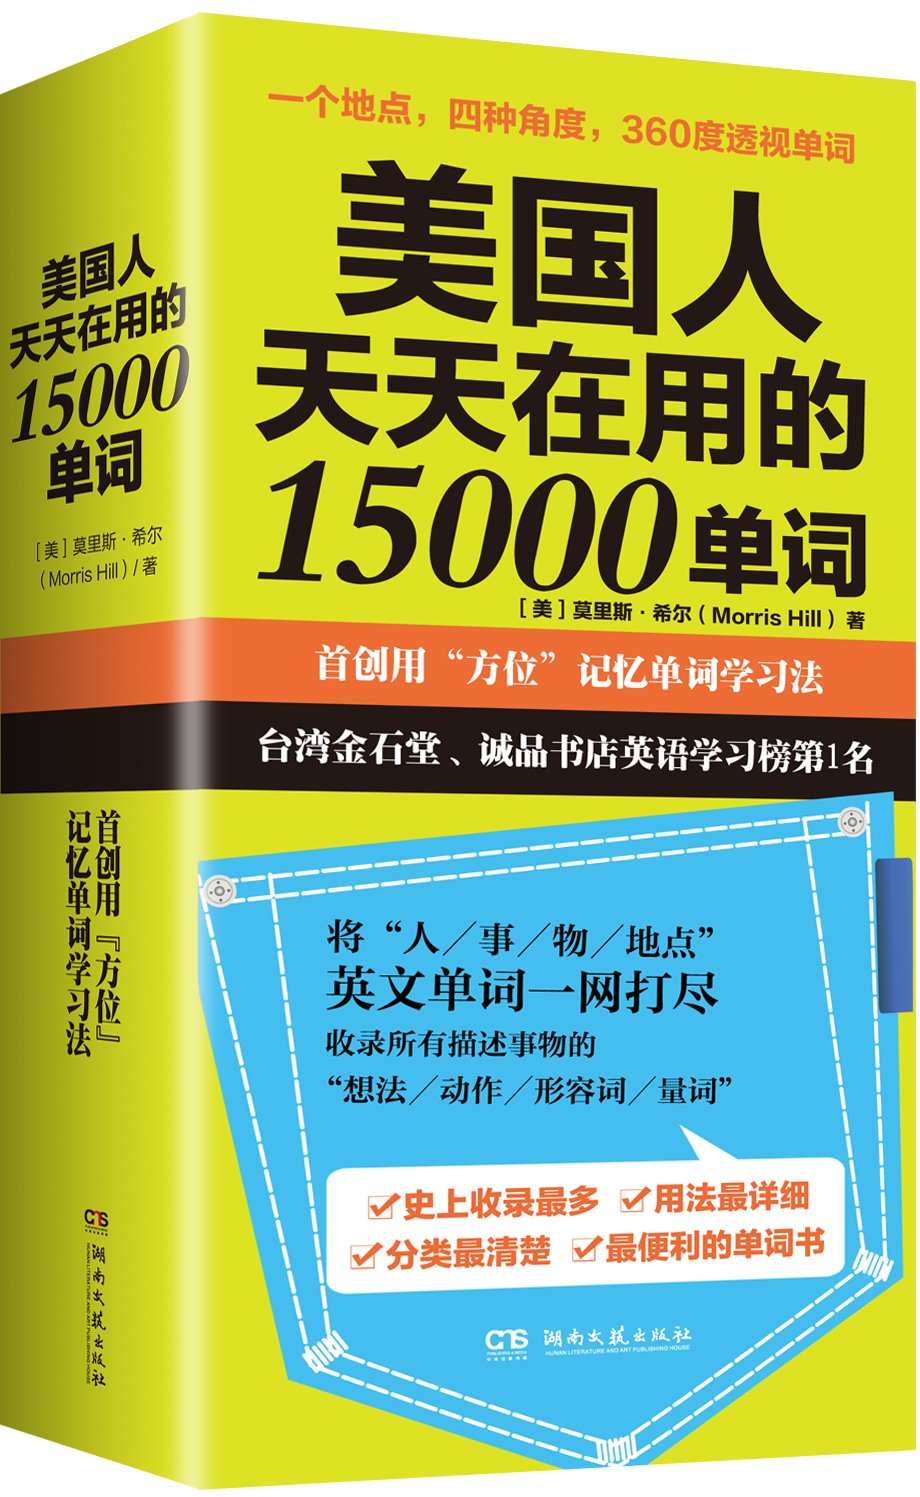 一个地点，四种角度，360度透视单词
美国人
天天在用的
15000单词
［美］莫里斯·希尔（Morris Hill）著
首创用“方位”记忆单词学习法
台湾金石堂、诚品书店英语学习榜第1名
将“人／事／物／地点”
英文单词一网打尽
收录所有描述事物的
“想法／动作／形容词／量词”
史上收录最多 用法最详细
分类最清楚 最便利的单词书
湖南文艺出版社
HUNAN LITERATURE AND ART PUBLISHING HOUSE
美国人
天天在用的
15000
单词
［美］莫里斯·希尔
（Morris Hill）/著
首创用『方位』
记忆单词学习法
湖南文艺出版社
HUNAN LITERATURE AND ART PUBLISHING HOUSE